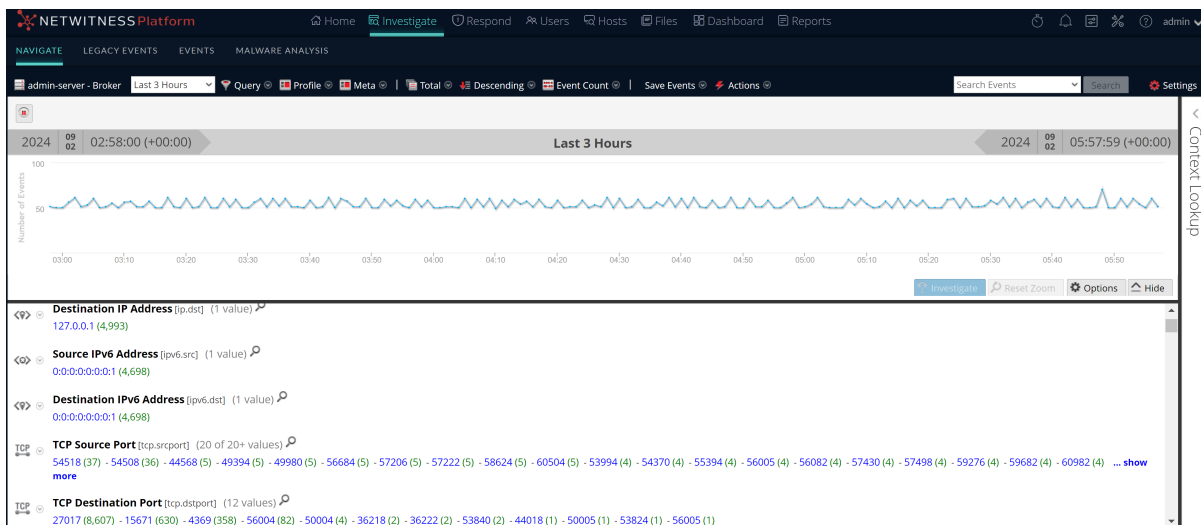 NETWITNESS Platform Home Investigate Respond Users Hosts Files Dashboard Reports admin
NAVIGATE LEGACY EVENTS EVENTS MALWARE ANALYSIS
admin-server - Broker Last 3 Hours Query Profile Meta | Total Descending Event Count | Save Events Actions Search Events Search Settings
2024 09 02 02:58:00 (+00:00) Last 3 Hours 2024 09 02 05:57:59 (+00:00)
Context Lookup
Number of Events
100
50
03:00 03:10 03:20 03:30 03:40 03:50 04:00 04:10 04:20 04:30 04:40 04:50 05:00 05:10 05:20 05:30 05:40 05:50
Investigate Reset Zoom Options Hide
Destination IP Address [ip.dst] (1 value)
127.0.0.1 (4,993)
Source IPv6 Address [ipv6.src] (1 value)
0:0:0:0:0:0:0:1 (4,698)
Destination IPv6 Address [ipv6.dst] (1 value)
0:0:0:0:0:0:0:1 (4,698)
TCP TCP Source Port [tcp.srcport] (20 of 20+ values)
54518 (37) - 54508 (36) - 44568 (5) - 49394 (5) - 49980 (5) - 56684 (5) - 57206 (5) - 57222 (5) - 58624 (5) - 60504 (5) - 53994 (4) - 54370 (4) - 55394 (4) - 56005 (4) - 56082 (4) - 57430 (4) - 57498 (4) - 59276 (4) - 59682 (4) - 60982 (4) ... show
more
TCP TCP Destination Port [tcp.dstport] (12 values)
27017 (8,607) - 15671 (630) - 4369 (358) - 56004 (82) - 50004 (4) - 36218 (2) - 36222 (2) - 53840 (2) - 44018 (1) - 50005 (1) - 53824 (1) - 56005 (1)